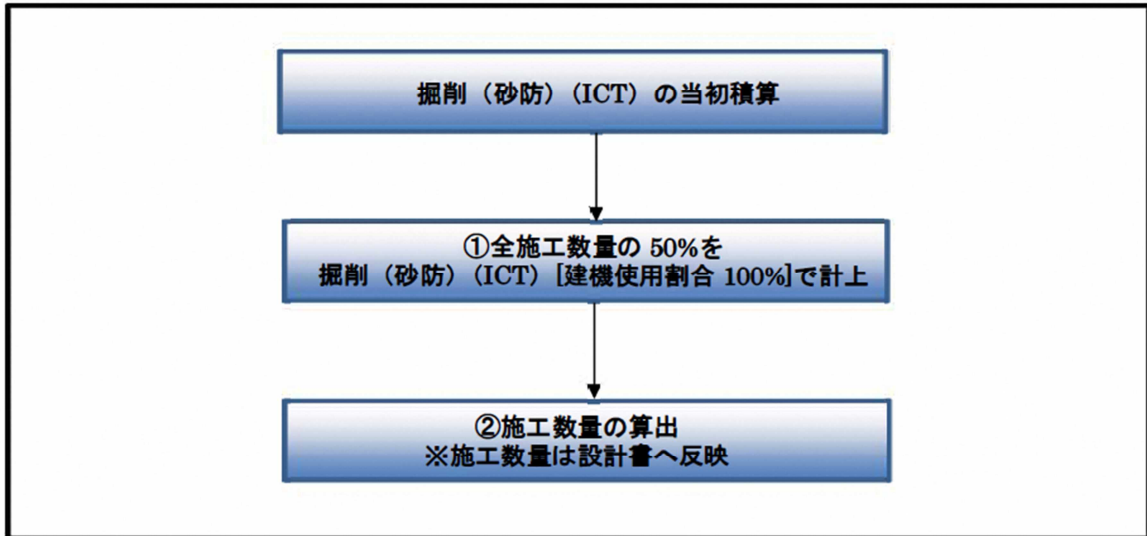 掘削（砂防）(ICT) の当初積算
①全施工数量の 50%を
掘削（砂防）(ICT) [建機使用割合 100%]で計上
②施工数量の算出
※施工数量は設計書へ反映